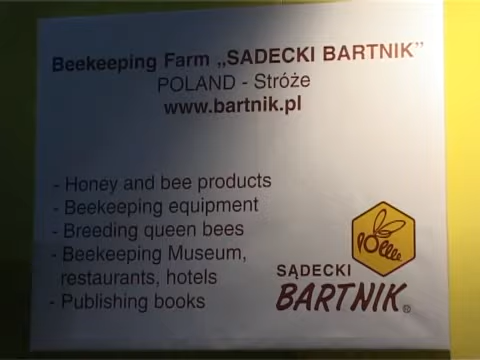 Beekeeping Farm „SADECKI BARTNIK”
POLAND - Stróże
www.bartnik.pl
- Honey and bee products
- Beekeeping equipment
- Breeding queen bees
- Beekeeping Museum,
restaurants, hotels
- Publishing books
SĄDECKI
BARTNIK®